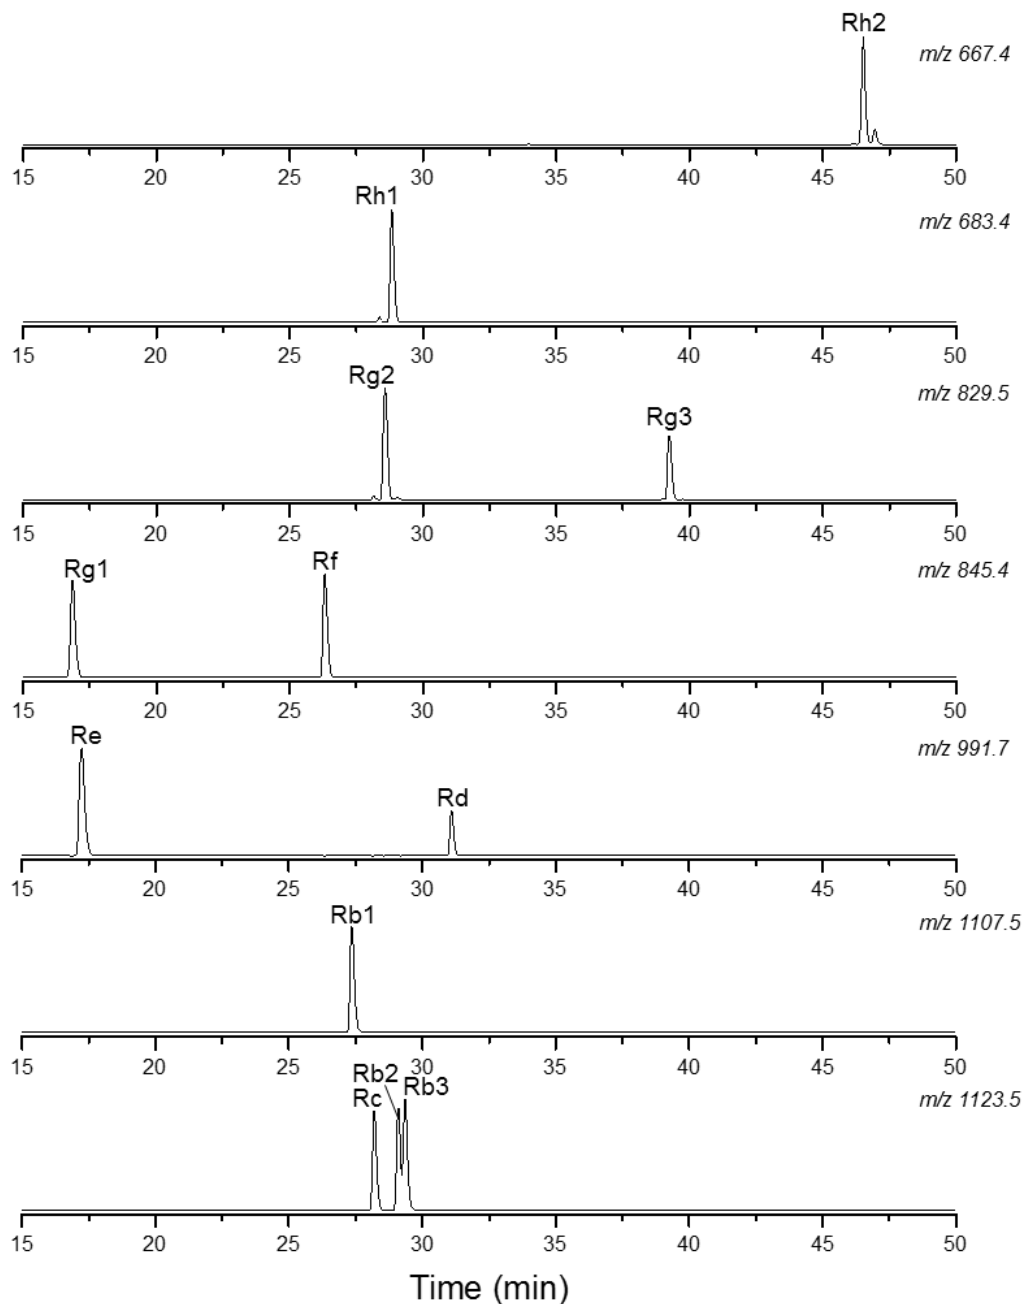 Rh2
m/z 667.4
15 20 25 30 35 40 45 50
Rh1
m/z 683.4
15 20 25 30 35 40 45 50
Rg2
Rg3
m/z 829.5
15 20 25 30 35 40 45 50
Rg1
Rf
m/z 845.4
15 20 25 30 35 40 45 50
Re
Rd
m/z 991.7
15 20 25 30 35 40 45 50
Rb1
m/z 1107.5
15 20 25 30 35 40 45 50
Rb2
Rc
Rb3
m/z 1123.5
15 20 25 30 35 40 45 50
Time (min)